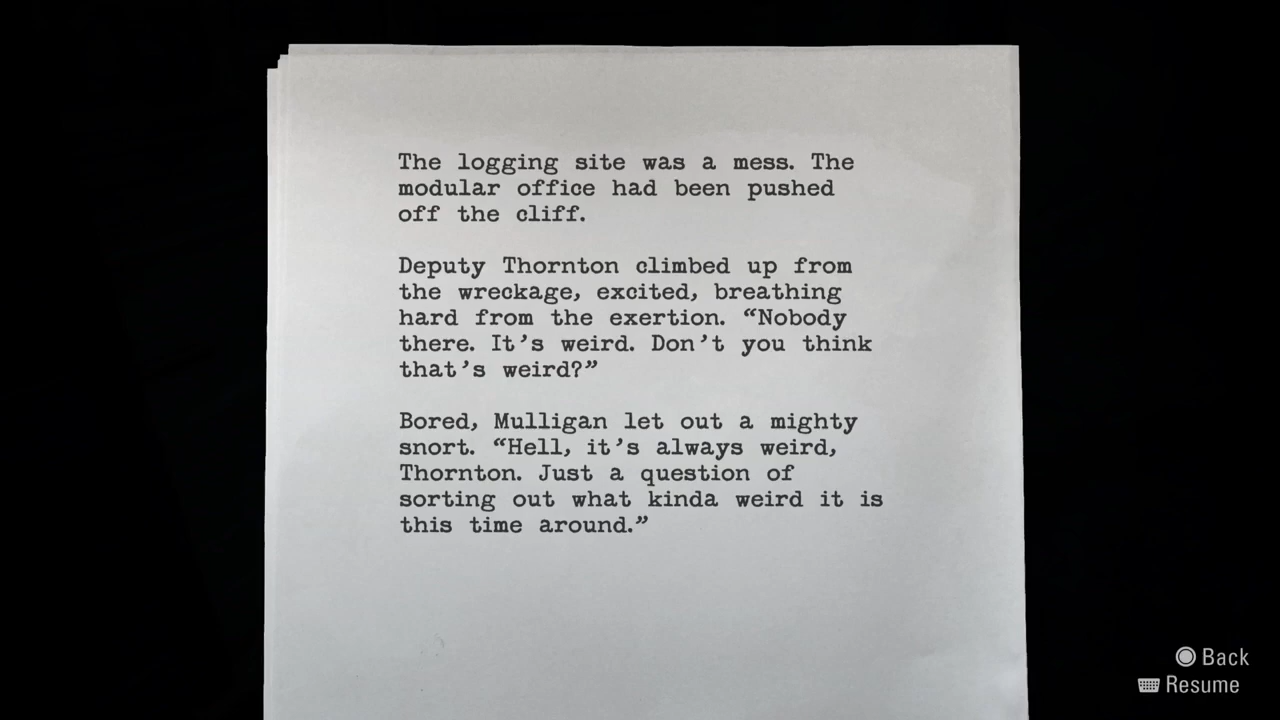 The logging site was a mess. The
modular office had been pushed
off the cliff.
Deputy Thornton climbed up from
the wreckage, excited, breathing
hard from the exertion. “Nobody
there. It’s weird. Don’t you think
that’s weird?”
Bored, Mulligan let out a mighty
snort. “Hell, it’s always weird,
Thornton. Just a question of
sorting out what kinda weird it is
this time around.”
Back
Resume